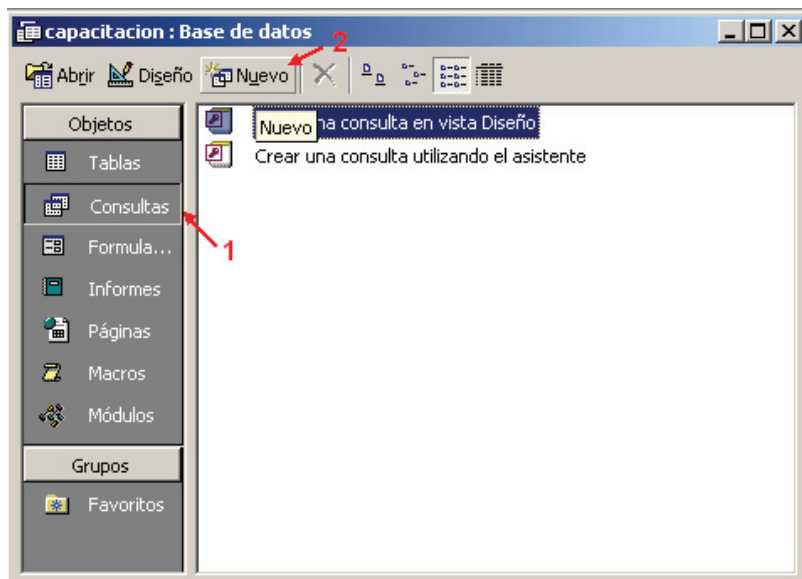 capacitacion : Base de datos
2
Abrir Diseño Nuevo
Objetos
Nuevo na consulta en vista Diseño
Tablas
Crear una consulta utilizando el asistente
Consultas
1
Formula...
Informes
Páginas
Macros
Módulos
Grupos
Favoritos